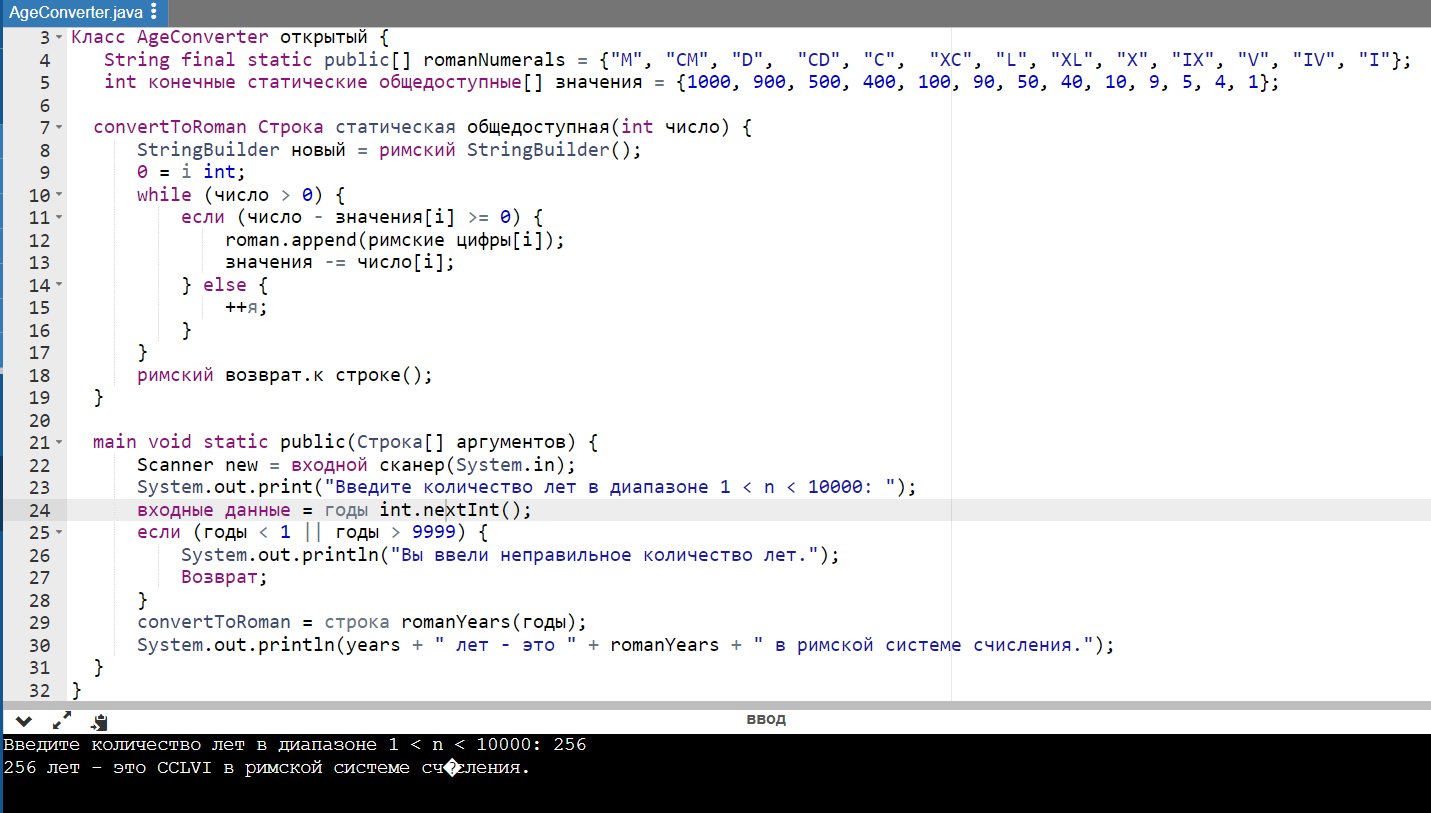 AgeConverter.java
3 Класс AgeConverter открытый {
4 String final static public[] romanNumerals = {"M", "CM", "D", "CD", "C", "XC", "L", "XL", "X", "IX", "V", "IV", "I"};
5 int конечные статические общедоступные[] значения = {1000, 900, 500, 400, 100, 90, 50, 40, 10, 9, 5, 4, 1};
6
7 convertToRoman Строка статическая общедоступная(int число) {
8 StringBuilder новый = римский StringBuilder();
9 0 = i int;
10 while (число > 0) {
11 если (число - значения[i] >= 0) {
12 roman.append(римские цифры[i]);
13 значения -= число[i];
14 } else {
15 ++я;
16 }
17 }
18 римский возврат.к строке();
19 }
20
21 main void static public(Строка[] аргументов) {
22 Scanner new = входной сканер(System.in);
23 System.out.print("Введите количество лет в диапазоне 1 < n < 10000: ");
24 входные данные = годы int.nextInt();
25 если (годы < 1 || годы > 9999) {
26 System.out.println("Вы ввели неправильное количество лет.");
27 Возврат;
28 }
29 convertToRoman = строка romanYears(годы);
30 System.out.println(years + " лет - это " + romanYears + " в римской системе счисления.");
31 }
32 }
ввод
Введите количество лет в диапазоне 1 < n < 10000: 256
256 лет - это CCLVI в римской системе сч�сления.